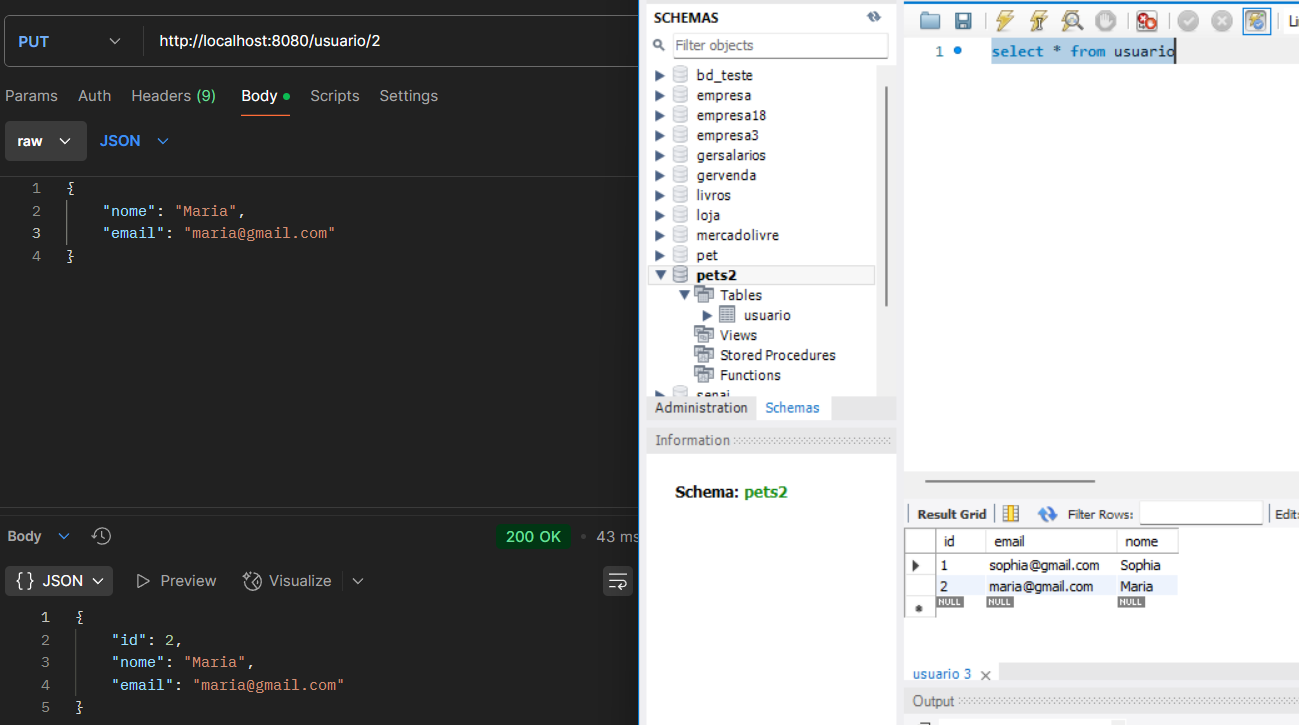 PUT http://localhost:8080/usuario/2
Params Auth Headers (9) Body Scripts Settings
raw JSON
1 {
2 "nome": "Maria",
3 "email": "maria@gmail.com"
4 }
Body 200 OK 43 ms
{} JSON Preview Visualize
1 {
2 "id": 2,
3 "nome": "Maria",
4 "email": "maria@gmail.com"
5 }
SCHEMAS
Filter objects
bd_teste
empresa
empresa18
empresa3
gersalarios
gervenda
livros
loja
mercadolivre
pet
pets2
Tables
usuario
Views
Stored Procedures
Functions
senai
Administration Schemas
Information
Schema: pets2
Li
1 select * from usuario
Result Grid Filter Rows: Edit:
id email nome
1 sophia@gmail.com Sophia
2 maria@gmail.com Maria
NULL NULL NULL
usuario 3
Output